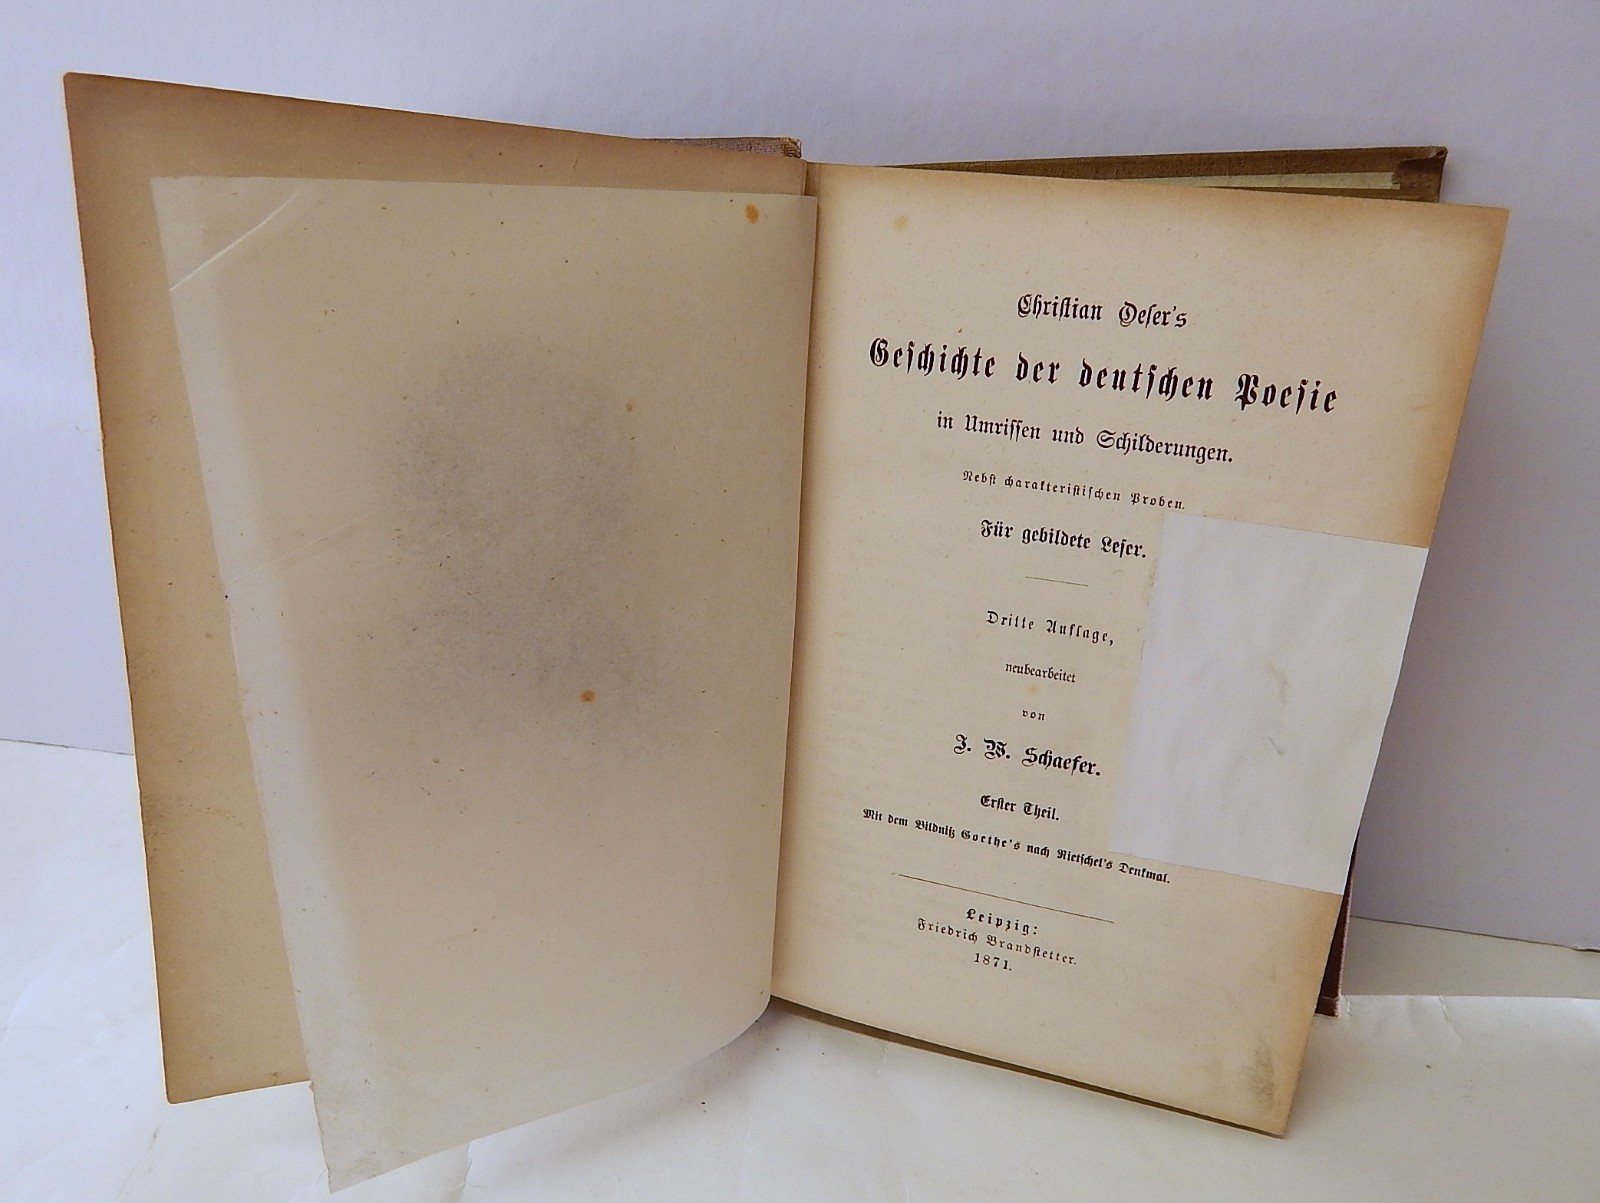 Christian Oeser's
Geschichte der deutschen Poesie
in Umrissen und Schilderungen.
Nebst charakteristischen Proben.
Für gebildete Leser.
Dritte Auflage,
neubearbeitet
von
J. W. Schaefer.
Erster Theil.
Mit dem Bildniß Goethe's nach Rietschel's Denkmal.
Leipzig:
Friedrich Brandstetter.
1871.